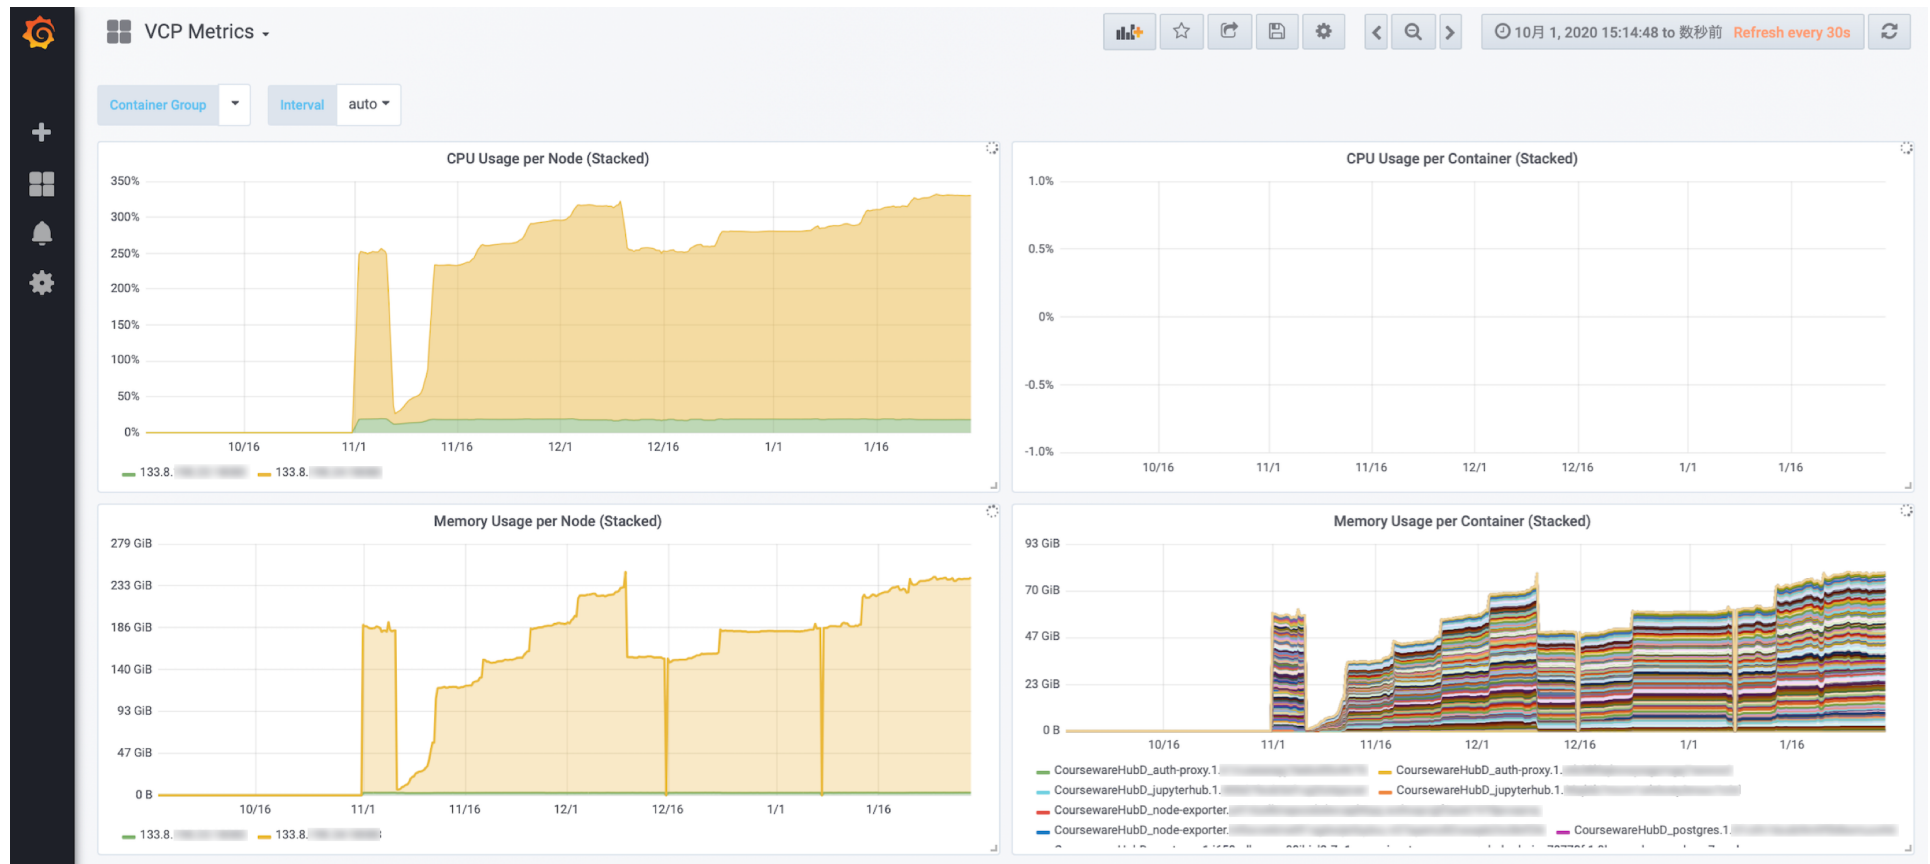 VCP Metrics
10月 1, 2020 15:14:48 to 数秒前 Refresh every 30s
Container Group
Interval auto
CPU Usage per Node (Stacked)
350%
300%
250%
200%
150%
100%
50%
0%
10/16 11/1 11/16 12/1 12/16 1/1 1/16
133.8. 133.8.
CPU Usage per Container (Stacked)
1.0%
0.5%
0%
-0.5%
-1.0%
10/16 11/1 11/16 12/1 12/16 1/1 1/16
Memory Usage per Node (Stacked)
279 GiB
233 GiB
186 GiB
140 GiB
93 GiB
47 GiB
0 B
10/16 11/1 11/16 12/1 12/16 1/1 1/16
133.8. 133.8.
Memory Usage per Container (Stacked)
93 GiB
70 GiB
47 GiB
23 GiB
0 B
10/16 11/1 11/16 12/1 12/16 1/1 1/16
CoursewareHubD_auth-proxy.1. CoursewareHubD_auth-proxy.1.
CoursewareHubD_jupyterhub.1. CoursewareHubD_jupyterhub.1.
CoursewareHubD_node-exporter.
CoursewareHubD_node-exporter. CoursewareHubD_postgres.1.